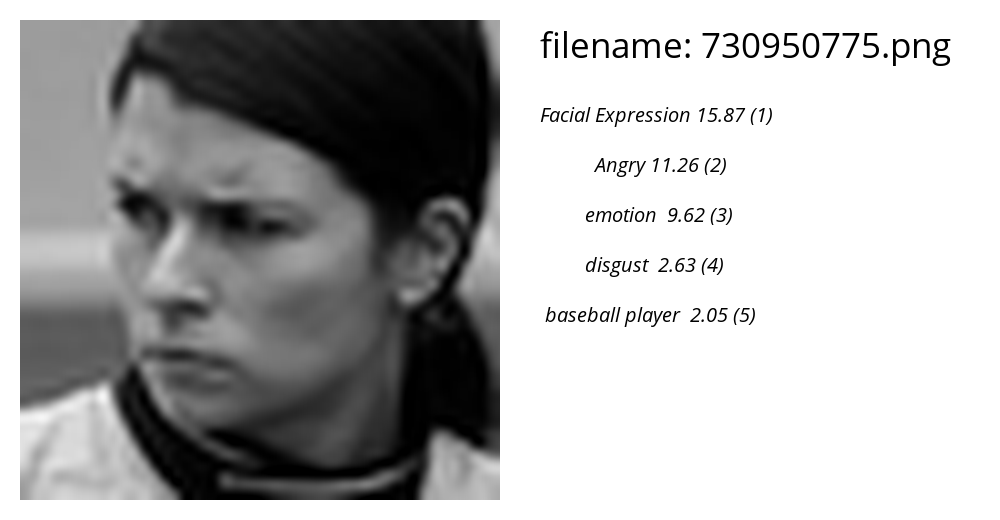 filename: 730950775.png
Facial Expression 15.87 (1)
Angry 11.26 (2)
emotion 9.62 (3)
disgust 2.63 (4)
baseball player 2.05 (5)